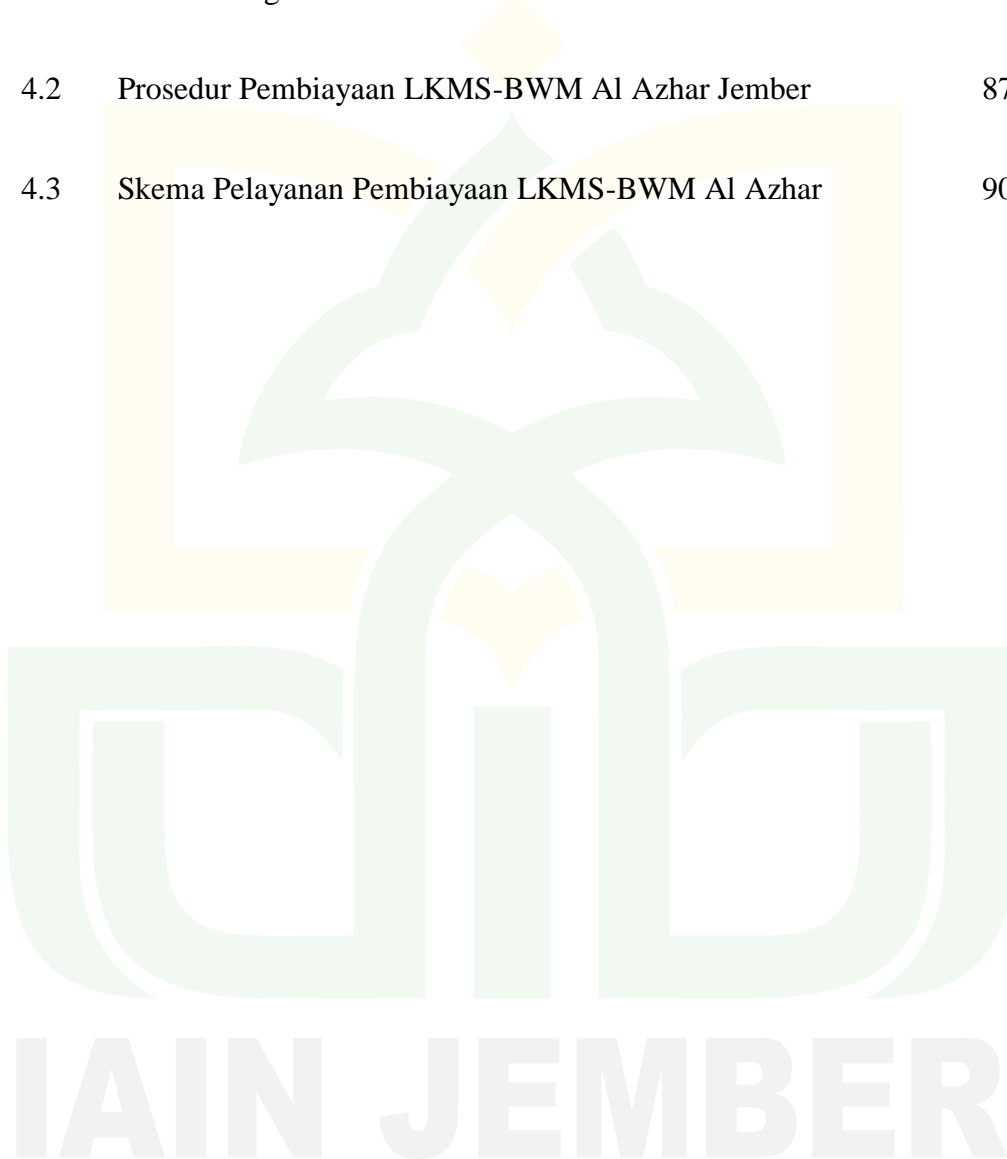 4.2 Prosedur Pembiayaan LKMS-BWM Al Azhar Jember 87
4.3 Skema Pelayanan Pembiayaan LKMS-BWM Al Azhar 90
IAIN JEMBER